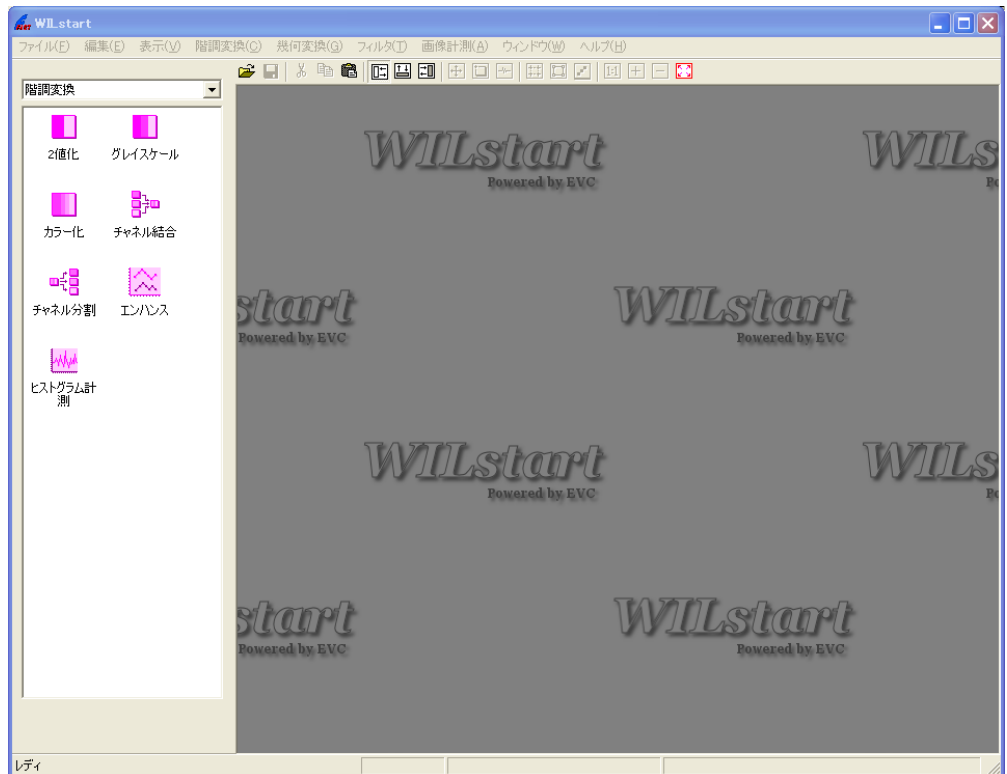 WILstart
ファイル(F) 編集(E) 表示(V) 階調変換(C) 幾何変換(G) フィルタ(T) 画像計測(A) ウィンドウ(W) ヘルプ(H)
階調変換
2値化 グレイスケール
カラー化 チャネル結合
チャネル分割 エンハンス
ヒストグラム計
測
WILstart
Powered by EVC
WILs
Po
start
Powered by EVC
WILstart
Powered by EVC
WILstart
Powered by EVC
WILs
Po
start
Powered by EVC
WILstart
Powered by EVC
レディ